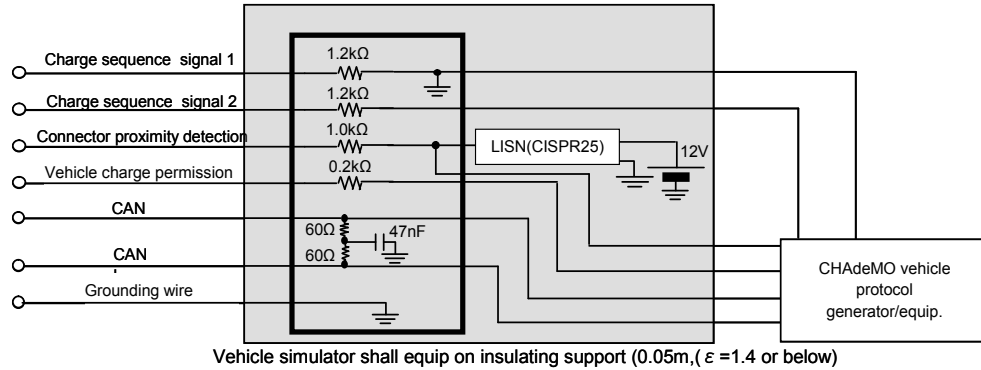 Charge sequence signal 1
1.2kΩ
Charge sequence signal 2
1.2kΩ
Connector proximity detection
1.0kΩ
LISN(CISPR25)
12V
Vehicle charge permission
0.2kΩ
CAN
60Ω
47nF
CAN
60Ω
Grounding wire
CHAdeMO vehicle
protocol
generator/equip.
Vehicle simulator shall equip on insulating support (0.05m,( ε =1.4 or below)